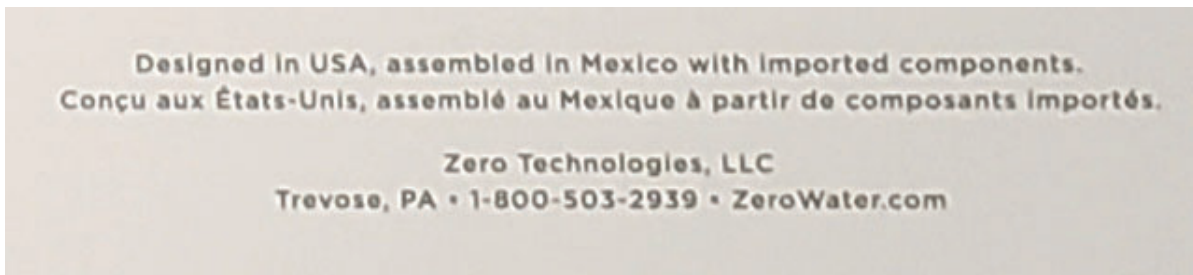 Designed in USA, assembled in Mexico with imported components.
Conçu aux États-Unis, assemblé au Mexique à partir de composants importés.
Zero Technologies, LLC
Trevose, PA • 1-800-503-2939 • ZeroWater.com